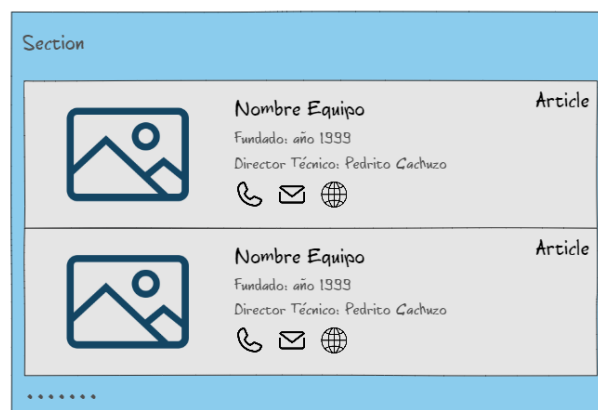 Section
Article
Nombre Equipo
Fundado: año 1999
Director Técnico: Pedrito Cachuzo
Article
Nombre Equipo
Fundado: año 1999
Director Técnico: Pedrito Cachuzo
.......